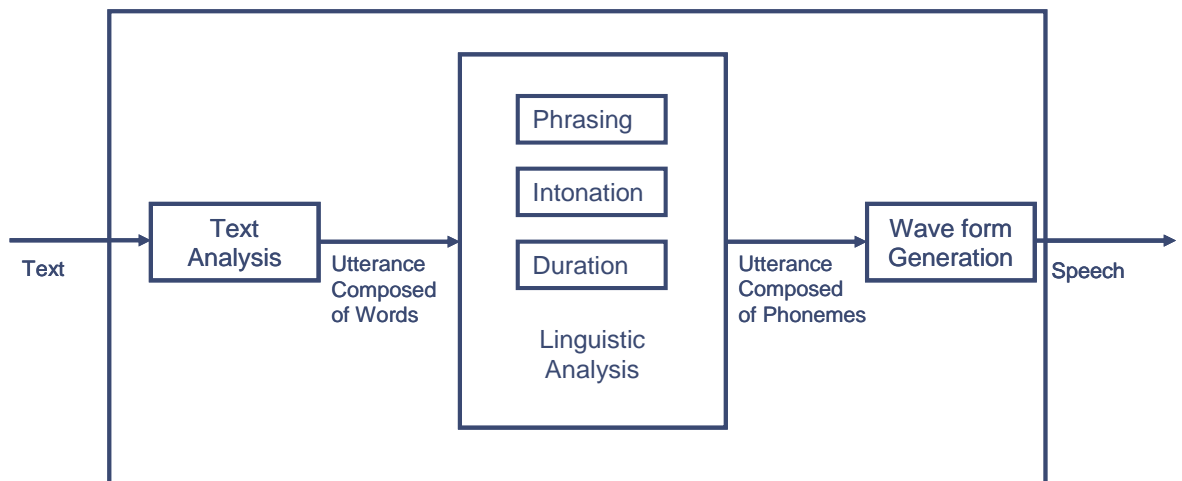 Text
Text
Analysis
Utterance
Composed
of Words
Phrasing
Intonation
Duration
Linguistic
Analysis
Utterance
Composed
of Phonemes
Wave form
Generation
Speech